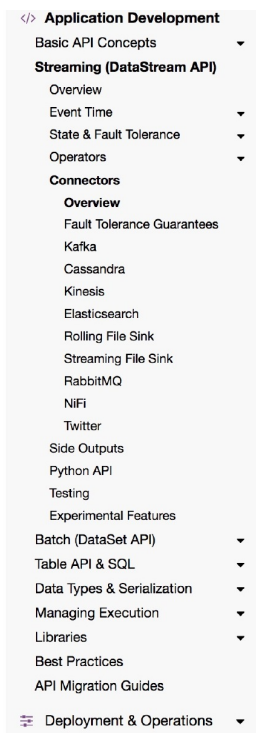 </> Application Development
Basic API Concepts
Streaming (DataStream API)
Overview
Event Time
State & Fault Tolerance
Operators
Connectors
Overview
Fault Tolerance Guarantees
Kafka
Cassandra
Kinesis
Elasticsearch
Rolling File Sink
Streaming File Sink
RabbitMQ
NiFi
Twitter
Side Outputs
Python API
Testing
Experimental Features
Batch (DataSet API)
Table API & SQL
Data Types & Serialization
Managing Execution
Libraries
Best Practices
API Migration Guides
Deployment & Operations